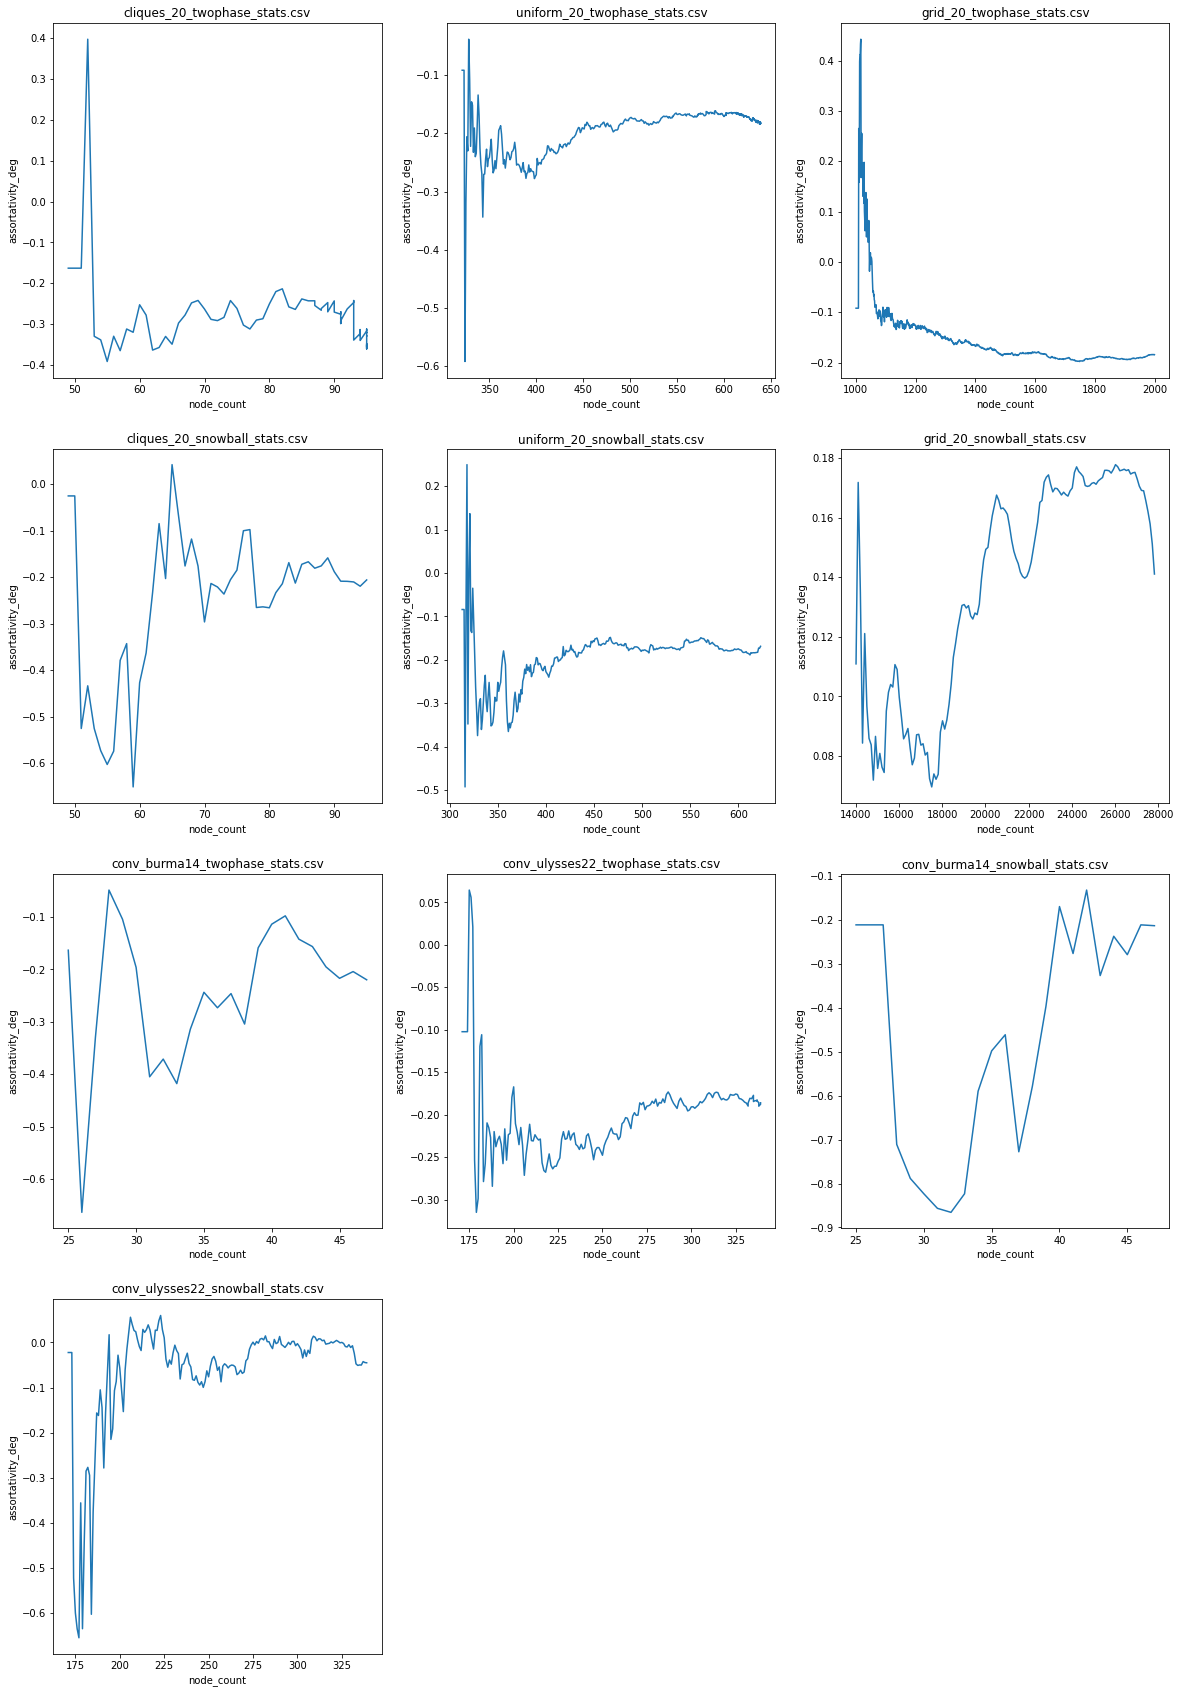 cliques_20_twophase_stats.csv
assortativity_deg
0.4
0.3
0.2
0.1
0.0
−0.1
−0.2
−0.3
−0.4
50 60 70 80 90
node_count
uniform_20_twophase_stats.csv
assortativity_deg
−0.1
−0.2
−0.3
−0.4
−0.5
−0.6
350 400 450 500 550 600 650
node_count
grid_20_twophase_stats.csv
assortativity_deg
0.4
0.3
0.2
0.1
0.0
−0.1
−0.2
1000 1200 1400 1600 1800 2000
node_count
cliques_20_snowball_stats.csv
assortativity_deg
0.0
−0.1
−0.2
−0.3
−0.4
−0.5
−0.6
50 60 70 80 90
node_count
uniform_20_snowball_stats.csv
assortativity_deg
0.2
0.1
0.0
−0.1
−0.2
−0.3
−0.4
−0.5
300 350 400 450 500 550 600
node_count
grid_20_snowball_stats.csv
assortativity_deg
0.18
0.16
0.14
0.12
0.10
0.08
14000 16000 18000 20000 22000 24000 26000 28000
node_count
conv_burma14_twophase_stats.csv
assortativity_deg
−0.1
−0.2
−0.3
−0.4
−0.5
−0.6
25 30 35 40 45
node_count
conv_ulysses22_twophase_stats.csv
assortativity_deg
0.05
0.00
−0.05
−0.10
−0.15
−0.20
−0.25
−0.30
175 200 225 250 275 300 325
node_count
conv_burma14_snowball_stats.csv
assortativity_deg
−0.1
−0.2
−0.3
−0.4
−0.5
−0.6
−0.7
−0.8
−0.9
25 30 35 40 45
node_count
conv_ulysses22_snowball_stats.csv
assortativity_deg
0.0
−0.1
−0.2
−0.3
−0.4
−0.5
−0.6
175 200 225 250 275 300 325
node_count